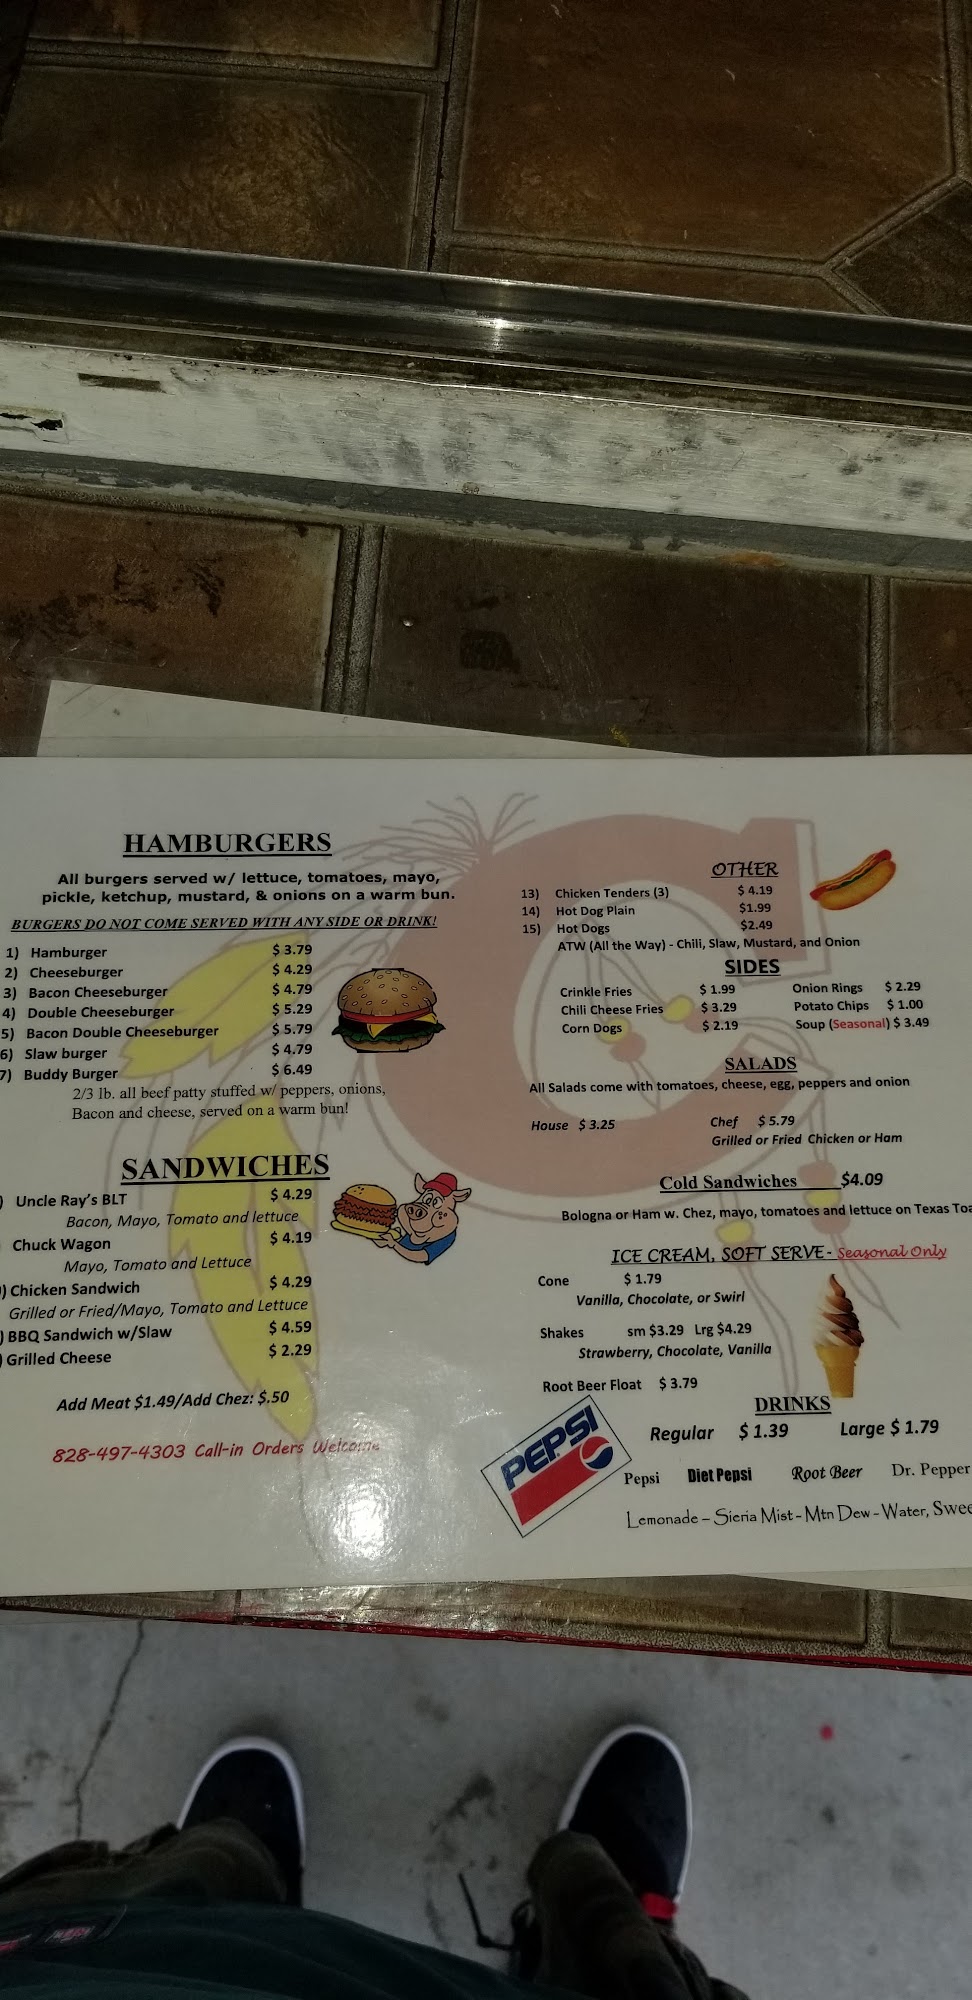 HAMBURGERS
All burgers served w/ lettuce, tomatoes, mayo,
pickle, ketchup, mustard, & onions on a warm bun.
BURGERS DO NOT COME SERVED WITH ANY SIDE OR DRINK!
1) Hamburger $ 3.79
2) Cheeseburger $ 4.29
3) Bacon Cheeseburger $ 4.79
4) Double Cheeseburger $ 5.29
5) Bacon Double Cheeseburger $ 5.79
6) Slaw burger $ 4.79
7) Buddy Burger $ 6.49
2/3 lb. all beef patty stuffed w/ peppers, onions,
Bacon and cheese, served on a warm bun!
SANDWICHES
) Uncle Ray's BLT $ 4.29
Bacon, Mayo, Tomato and lettuce
Chuck Wagon $ 4.19
Mayo, Tomato and Lettuce
) Chicken Sandwich $ 4.29
Grilled or Fried/Mayo, Tomato and Lettuce
) BBQ Sandwich w/Slaw $ 4.59
) Grilled Cheese $ 2.29
Add Meat $1.49/Add Chez: $.50
828-497-4303 Call-in Orders Welcome
OTHER
13) Chicken Tenders (3) $ 4.19
14) Hot Dog Plain $1.99
15) Hot Dogs $2.49
ATW (All the Way) - Chili, Slaw, Mustard, and Onion
SIDES
Crinkle Fries $ 1.99 Onion Rings $ 2.29
Chili Cheese Fries $ 3.29 Potato Chips $ 1.00
Corn Dogs $ 2.19 Soup (Seasonal) $ 3.49
SALADS
All Salads come with tomatoes, cheese, egg, peppers and onion
House $ 3.25 Chef $ 5.79
Grilled or Fried Chicken or Ham
Cold Sandwiches $4.09
Bologna or Ham w. Chez, mayo, tomatoes and lettuce on Texas Toa
ICE CREAM, SOFT SERVE- Seasonal Only
Cone $ 1.79
Vanilla, Chocolate, or Swirl
Shakes sm $3.29 Lrg $4.29
Strawberry, Chocolate, Vanilla
Root Beer Float $ 3.79
DRINKS
PEPSI
Regular $ 1.39 Large $ 1.79
Pepsi Diet Pepsi Root Beer Dr. Pepper
Lemonade – Sieria Mist – Mtn Dew – Water, Swee